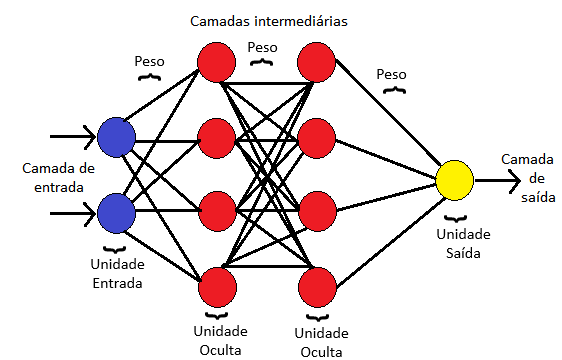 Camadas intermediárias
Peso
Peso
Peso
Camada de
entrada
Camada
de
saída
Unidade
Entrada
Unidade
Saída
Unidade
Oculta
Unidade
Oculta